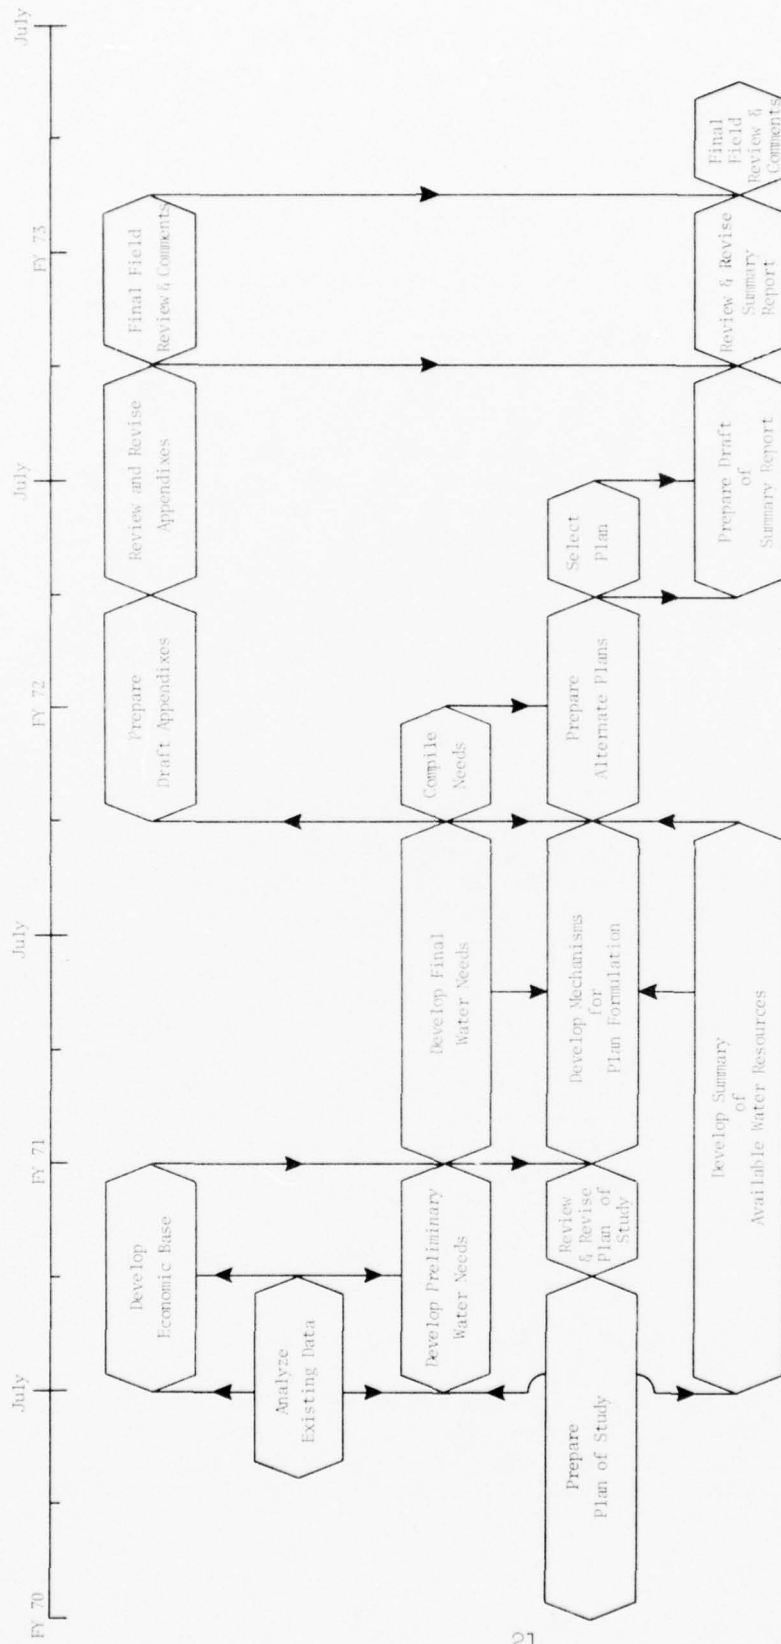 FY 70
July
FY 71
July
FY 72
July
FY 73
July
Develop
Economic Base
Prepare
Draft Appendixes
Review and Revise
Appendixes
Final Field
Review & Comments
Analyze
Existing Data
Develop Preliminary
Water Needs
Develop Final
Water Needs
Compile
Needs
Prepare
Plan of Study
Review
& Revise
Plan of
Study
Develop Mechanisms
for
Plan Formulation
Prepare
Alternate Plans
Select
Plan
Develop Summary
of
Available Water Resources
Prepare Draft
of
Summary Report
Review & Revise
Summary
Report
Final
Field
Review &
Comments